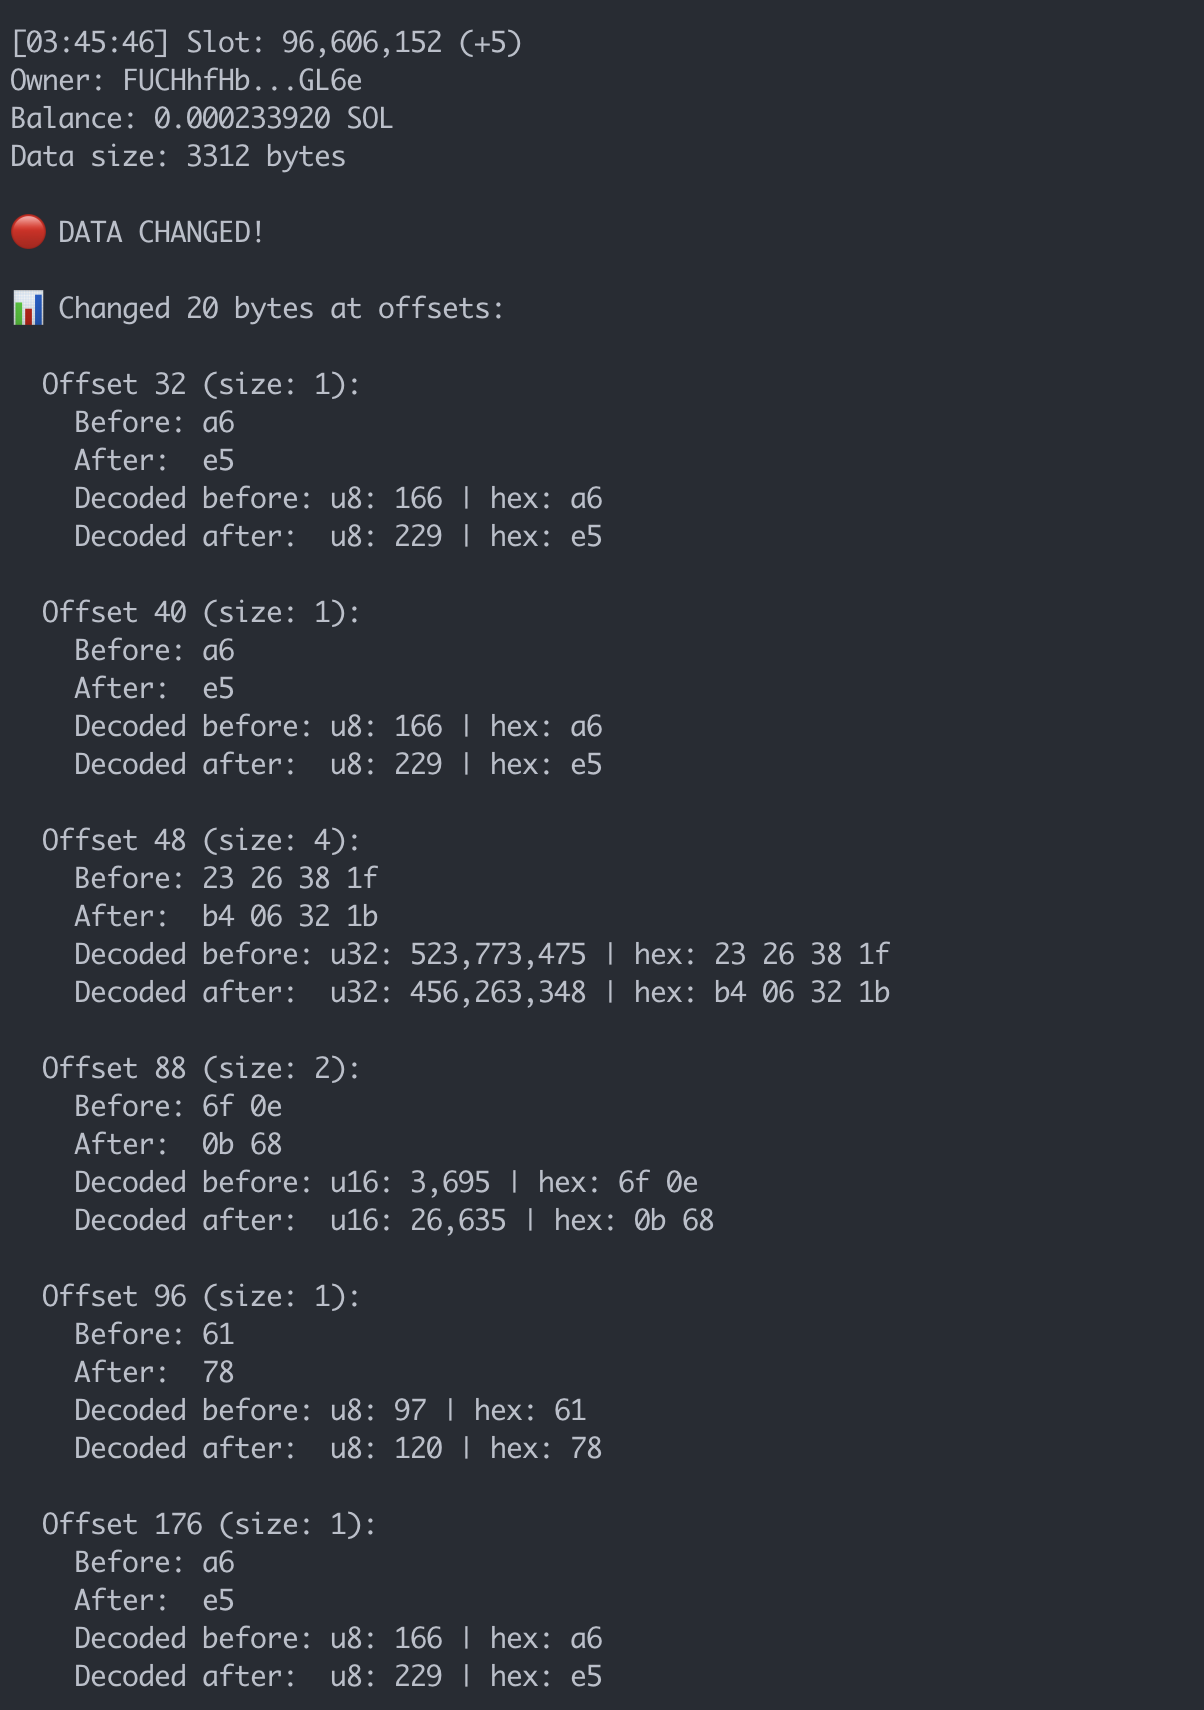 [03:45:46] Slot: 96,606,152 (+5)
Owner: FUCHhfHb...GL6e
Balance: 0.000233920 SOL
Data size: 3312 bytes
🔴 DATA CHANGED!
📊 Changed 20 bytes at offsets:
Offset 32 (size: 1):
Before: a6
After:  e5
Decoded before: u8: 166 | hex: a6
Decoded after:  u8: 229 | hex: e5
Offset 40 (size: 1):
Before: a6
After:  e5
Decoded before: u8: 166 | hex: a6
Decoded after:  u8: 229 | hex: e5
Offset 48 (size: 4):
Before: 23 26 38 1f
After:  b4 06 32 1b
Decoded before: u32: 523,773,475 | hex: 23 26 38 1f
Decoded after:  u32: 456,263,348 | hex: b4 06 32 1b
Offset 88 (size: 2):
Before: 6f 0e
After:  0b 68
Decoded before: u16: 3,695 | hex: 6f 0e
Decoded after:  u16: 26,635 | hex: 0b 68
Offset 96 (size: 1):
Before: 61
After:  78
Decoded before: u8: 97 | hex: 61
Decoded after:  u8: 120 | hex: 78
Offset 176 (size: 1):
Before: a6
After:  e5
Decoded before: u8: 166 | hex: a6
Decoded after:  u8: 229 | hex: e5